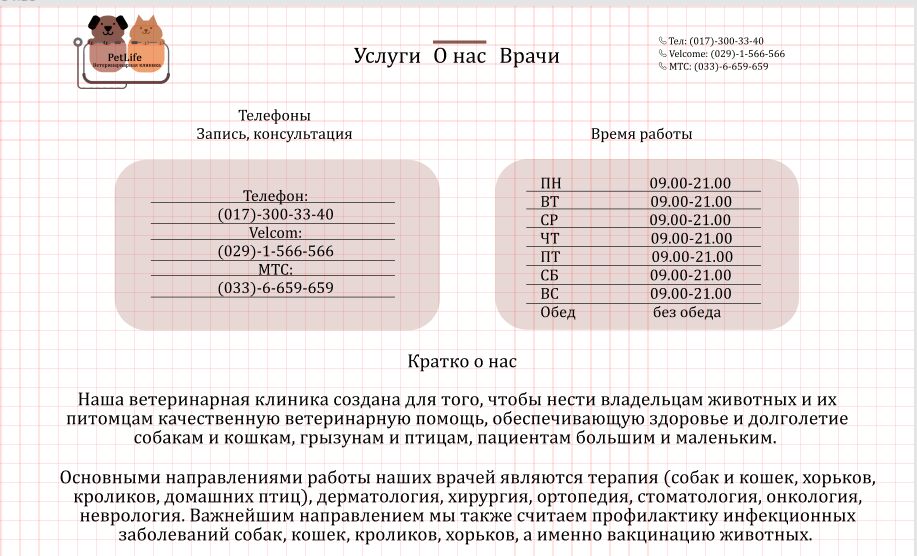 PetLife
Ветеринарная клиника
Услуги О нас Врачи
Тел: (017)-300-33-40
Velcome: (029)-1-566-566
МТС: (033)-6-659-659
Телефоны
Запись, консультация
Телефон:
(017)-300-33-40
Velcom:
(029)-1-566-566
МТС:
(033)-6-659-659
Время работы
ПН 09.00-21.00
ВТ 09.00-21.00
СР 09.00-21.00
ЧТ 09.00-21.00
ПТ 09.00-21.00
СБ 09.00-21.00
ВС 09.00-21.00
Обед без обеда
Кратко о нас
Наша ветеринарная клиника создана для того, чтобы нести владельцам животных и их
питомцам качественную ветеринарную помощь, обеспечивающую здоровье и долголетие
собакам и кошкам, грызунам и птицам, пациентам большим и маленьким.
Основными направлениями работы наших врачей являются терапия (собак и кошек, хорьков,
кроликов, домашних птиц), дерматология, хирургия, ортопедия, стоматология, онкология,
неврология. Важнейшим направлением мы также считаем профилактику инфекционных
заболеваний собак, кошек, кроликов, хорьков, а именно вакцинацию животных.